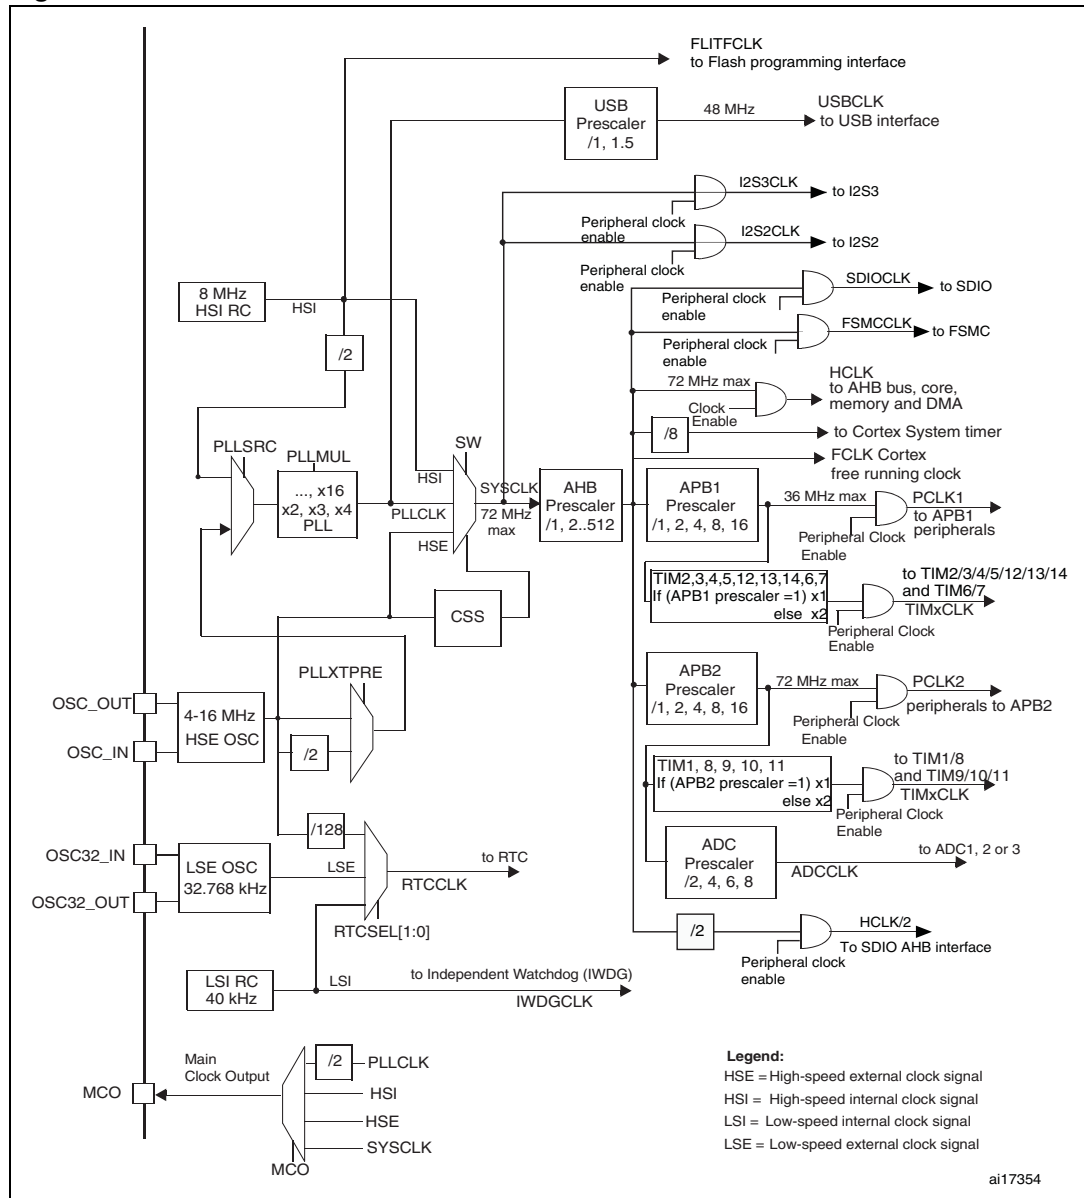 FLITFCLK
to Flash programming interface
USB
Prescaler
/1, 1.5
48 MHz
USBCLK
to USB interface
I2S3CLK
to I2S3
Peripheral clock
enable
I2S2CLK
to I2S2
Peripheral clock
enable
8 MHz
HSI RC
HSI
SDIOCLK
to SDIO
Peripheral clock
enable
FSMCCLK
to FSMC
Peripheral clock
enable
/2
HCLK
to AHB bus, core,
memory and DMA
72 MHz max
Clock
Enable
/8
to Cortex System timer
FCLK Cortex
free running clock
PLLSRC
PLLMUL
..., x16
x2, x3, x4
PLL
SW
HSI
PLLCLK
HSE
SYSCLK
72 MHz
max
AHB
Prescaler
/1, 2..512
APB1
Prescaler
/1, 2, 4, 8, 16
36 MHz max
PCLK1
to APB1
peripherals
Peripheral Clock
Enable
TIM2,3,4,5,12,13,14,6,7
If (APB1 prescaler =1) x1
else x2
to TIM2/3/4/5/12/13/14
and TIM6/7
TIMxCLK
Peripheral Clock
Enable
CSS
PLLXTPRE
OSC_OUT
OSC_IN
4-16 MHz
HSE OSC
/2
APB2
Prescaler
/1, 2, 4, 8, 16
72 MHz max
PCLK2
peripherals to APB2
Peripheral Clock
Enable
TIM1, 8, 9, 10, 11
If (APB2 prescaler =1) x1
else x2
to TIM1/8
and TIM9/10/11
TIMxCLK
Peripheral Clock
Enable
/128
OSC32_IN
OSC32_OUT
LSE OSC
32.768 kHz
LSE
to RTC
RTCCLK
RTCSEL[1:0]
ADC
Prescaler
/2, 4, 6, 8
to ADC1, 2 or 3
ADCCLK
/2
HCLK/2
To SDIO AHB interface
Peripheral clock
enable
LSI RC
40 kHz
LSI
to Independent Watchdog (IWDG)
IWDGCLK
MCO
Main
Clock Output
/2
PLLCLK
HSI
HSE
SYSCLK
MCO
Legend:
HSE = High-speed external clock signal
HSI = High-speed internal clock signal
LSI = Low-speed internal clock signal
LSE = Low-speed external clock signal
ai17354